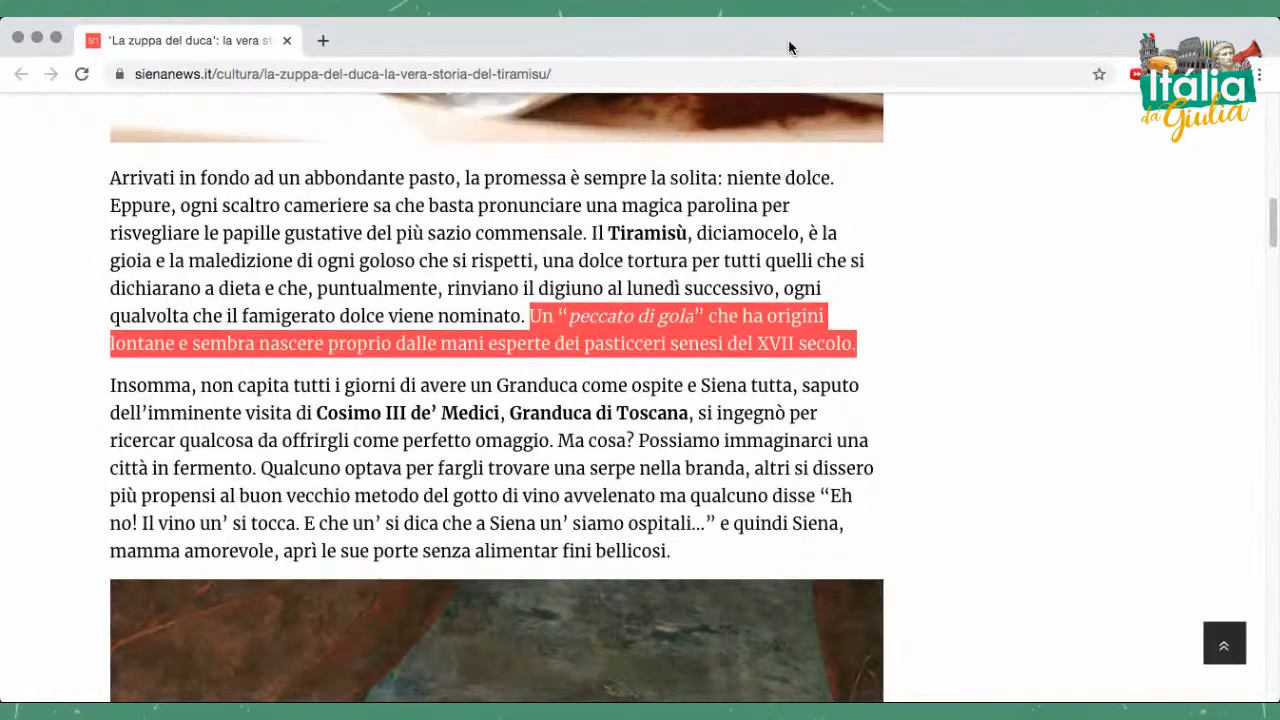 'La zuppa del duca': la vera st
sienanews.it/cultura/la-zuppa-del-duca-la-vera-storia-del-tiramisu/
Itália
da Giulia
Arrivati in fondo ad un abbondante pasto, la promessa è sempre la solita: niente dolce.
Eppure, ogni scaltro cameriere sa che basta pronunciare una magica parolina per
risvegliare le papille gustative del più sazio commensale. Il Tiramisù, diciamocelo, è la
gioia e la maledizione di ogni goloso che si rispetti, una dolce tortura per tutti quelli che si
dichiarano a dieta e che, puntualmente, rinviano il digiuno al lunedì successivo, ogni
qualvolta che il famigerato dolce viene nominato. Un “peccato di gola” che ha origini
lontane e sembra nascere proprio dalle mani esperte dei pasticceri senesi del XVII secolo.
Insomma, non capita tutti i giorni di avere un Granduca come ospite e Siena tutta, saputo
dell’imminente visita di Cosimo III de’ Medici, Granduca di Toscana, si ingegnò per
ricercar qualcosa da offrirgli come perfetto omaggio. Ma cosa? Possiamo immaginarci una
città in fermento. Qualcuno optava per fargli trovare una serpe nella branda, altri si dissero
più propensi al buon vecchio metodo del gotto di vino avvelenato ma qualcuno disse “Eh
no! Il vino un’ si tocca. E che un’ si dica che a Siena un’ siamo ospitali…” e quindi Siena,
mamma amorevole, aprì le sue porte senza alimentar fini bellicosi.